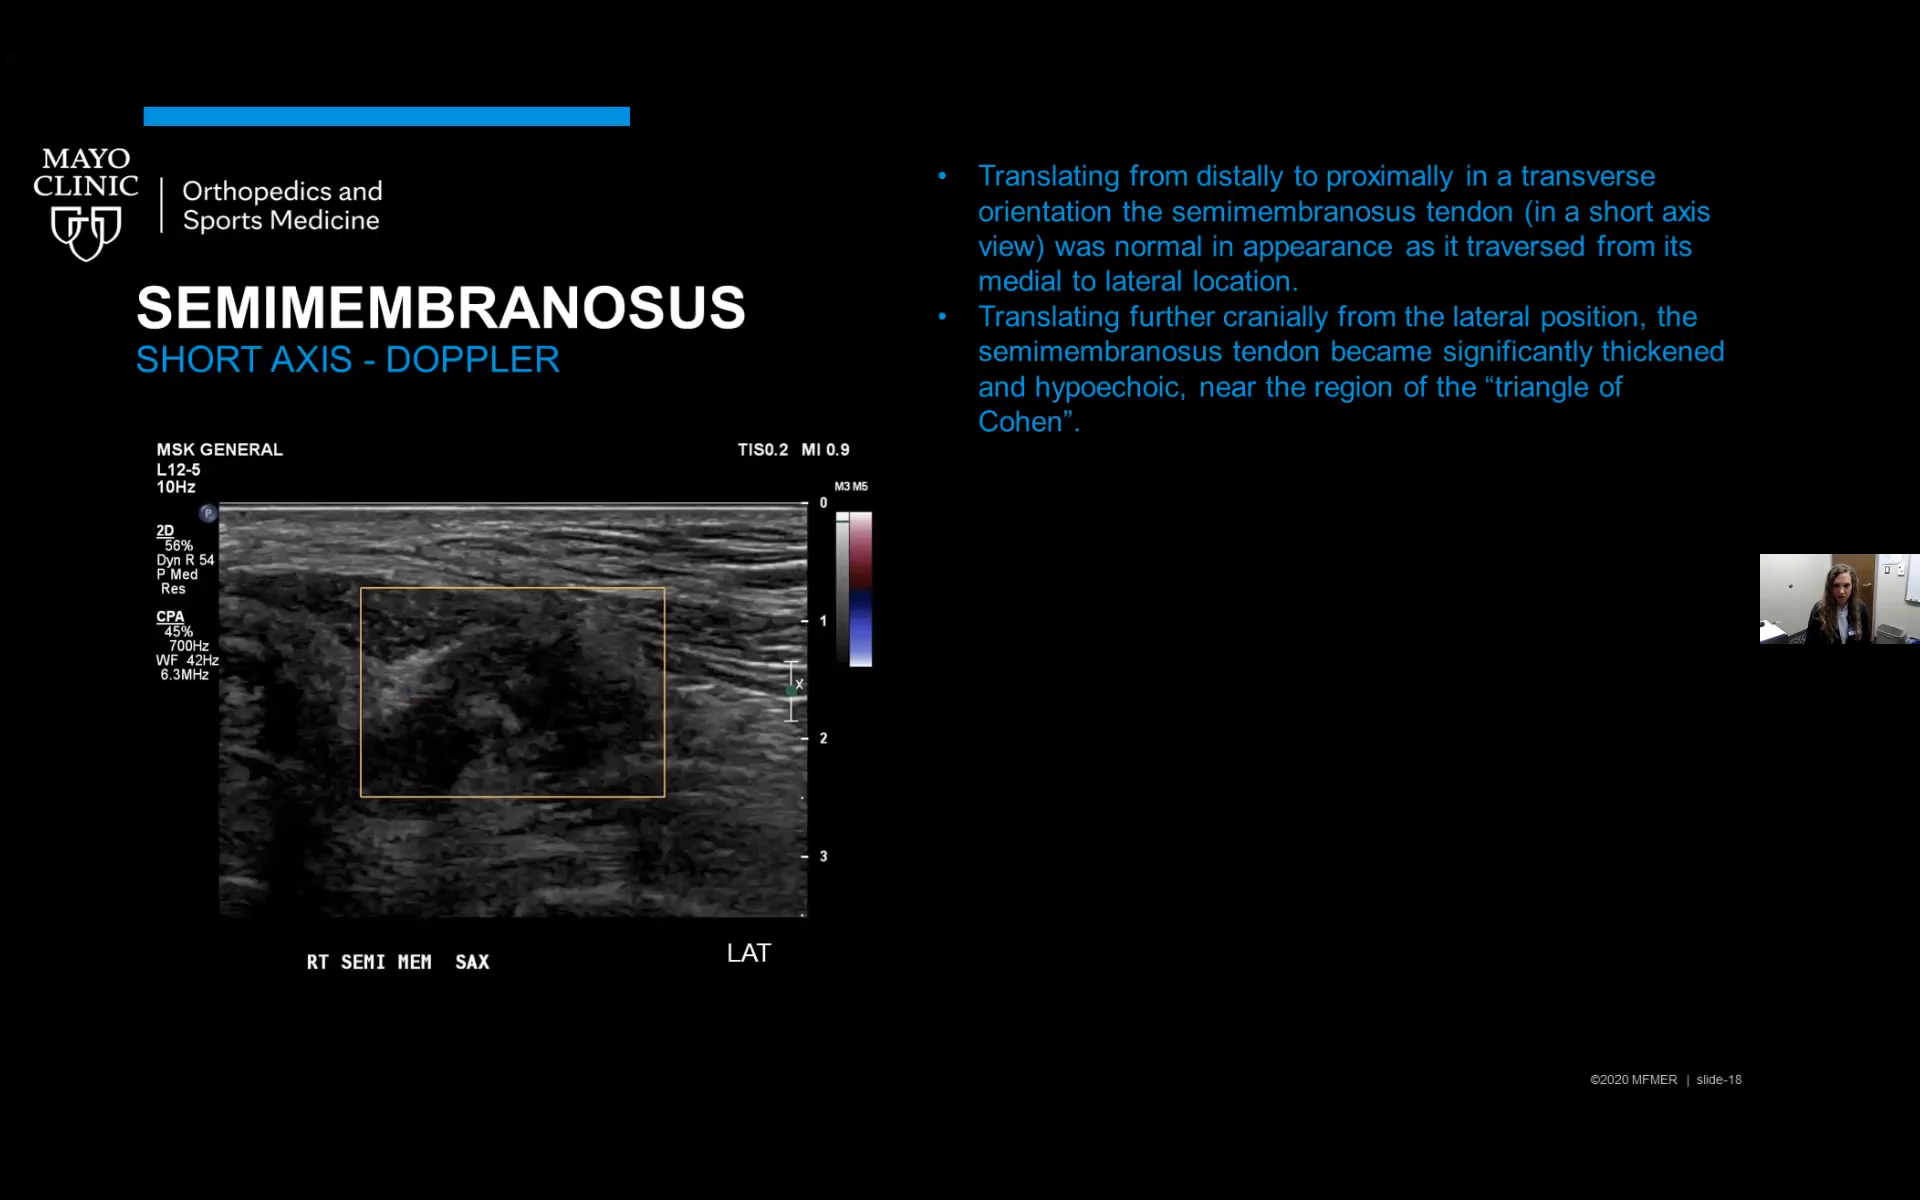 MAYO
CLINIC
Orthopedics and
Sports Medicine
SEMIMEMBRANOSUS
SHORT AXIS - DOPPLER
• Translating from distally to proximally in a transverse
orientation the semimembranosus tendon (in a short axis
view) was normal in appearance as it traversed from its
medial to lateral location.
• Translating further cranially from the lateral position, the
semimembranosus tendon became significantly thickened
and hypoechoic, near the region of the “triangle of
Cohen”.
MSK GENERAL
TIS0.2 MI 0.9
L12-5
10Hz
M3 M5
P
2D
56%
Dyn R 54
P Med
Res
CPA
45%
700Hz
WF 42Hz
6.3MHz
0
1
X
2
3
RT SEMI MEM SAX
LAT
©2020 MFMER | slide-18